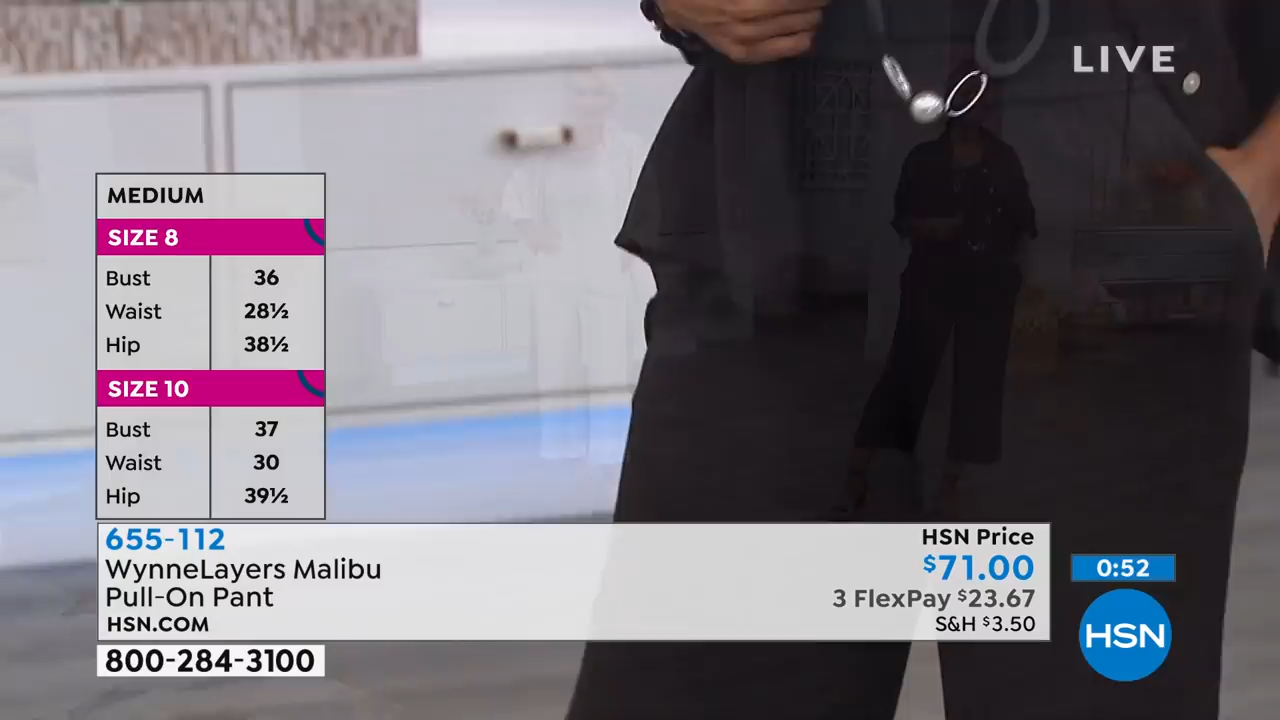 LIVE
MEDIUM
SIZE 8
Bust 36
Waist 28½
Hip 38½
SIZE 10
Bust 37
Waist 30
Hip 39½
655-112
WynneLayers Malibu
Pull-On Pant
HSN.COM
HSN Price
$71.00
3 FlexPay $23.67
S&H $3.50
0:52
HSN
800-284-3100